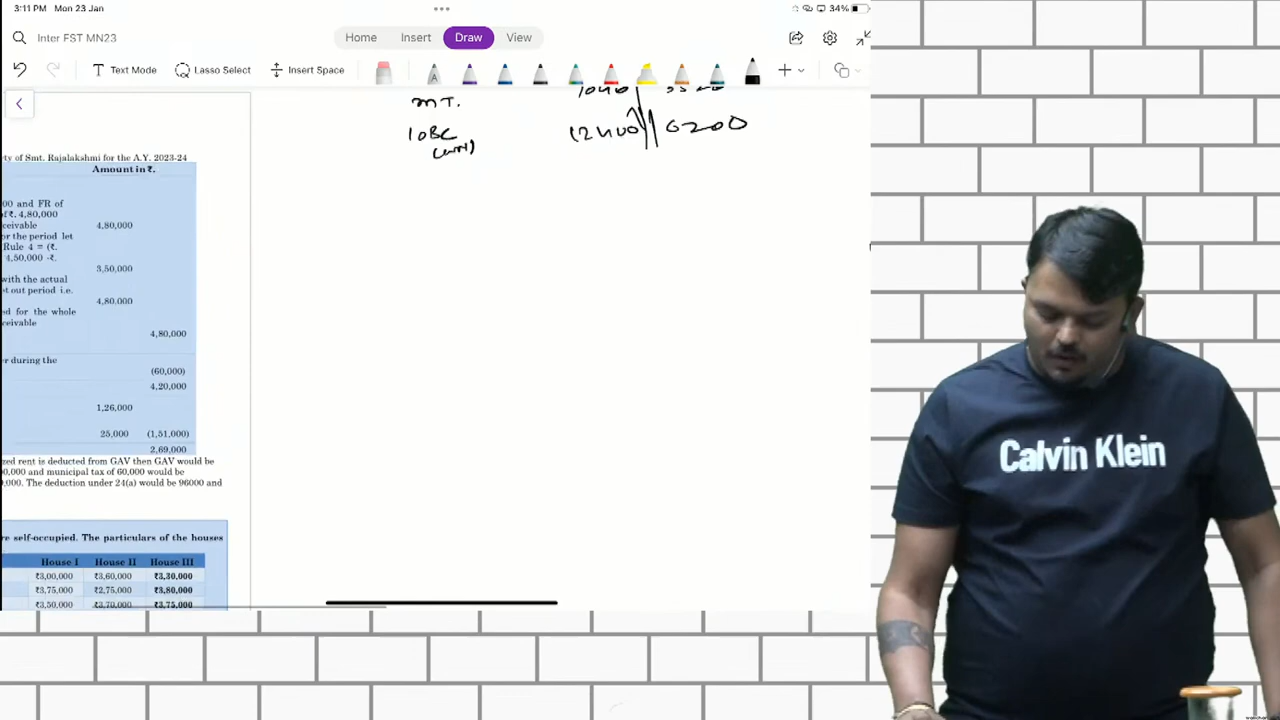 3:11 PM Mon 23 Jan
34%
Inter FST MN23
Home Insert Draw View
Text Mode Lasso Select Insert Space
M T.
12400 6200
ty of Smt. Rajalakshmi for the A.Y. 2023-24
Amount in ₹.
00 and FR of
of ₹. 4,80,000
ceivable 4,80,000
or the period let
Rule 4 = (₹.
4,50,000 -₹.
3,50,000
with the actual
et out period i.e.
4,80,000
ed for the whole
ceivable
4,80,000
er during the
(60,000)
4,20,000
1,26,000
25,000 (1,51,000)
2,69,000
zed rent is deducted from GAV then GAV would be
0,000 and municipal tax of 60,000 would be
0,000. The deduction under 24(a) would be 96000 and
re self-occupied. The particulars of the houses
House I House II House III
₹3,00,000 ₹3,60,000 ₹3,30,000
₹3,75,000 ₹2,75,000 ₹3,80,000
₹3,50,000 ₹3,70,000 ₹3,75,000
Calvin Klein